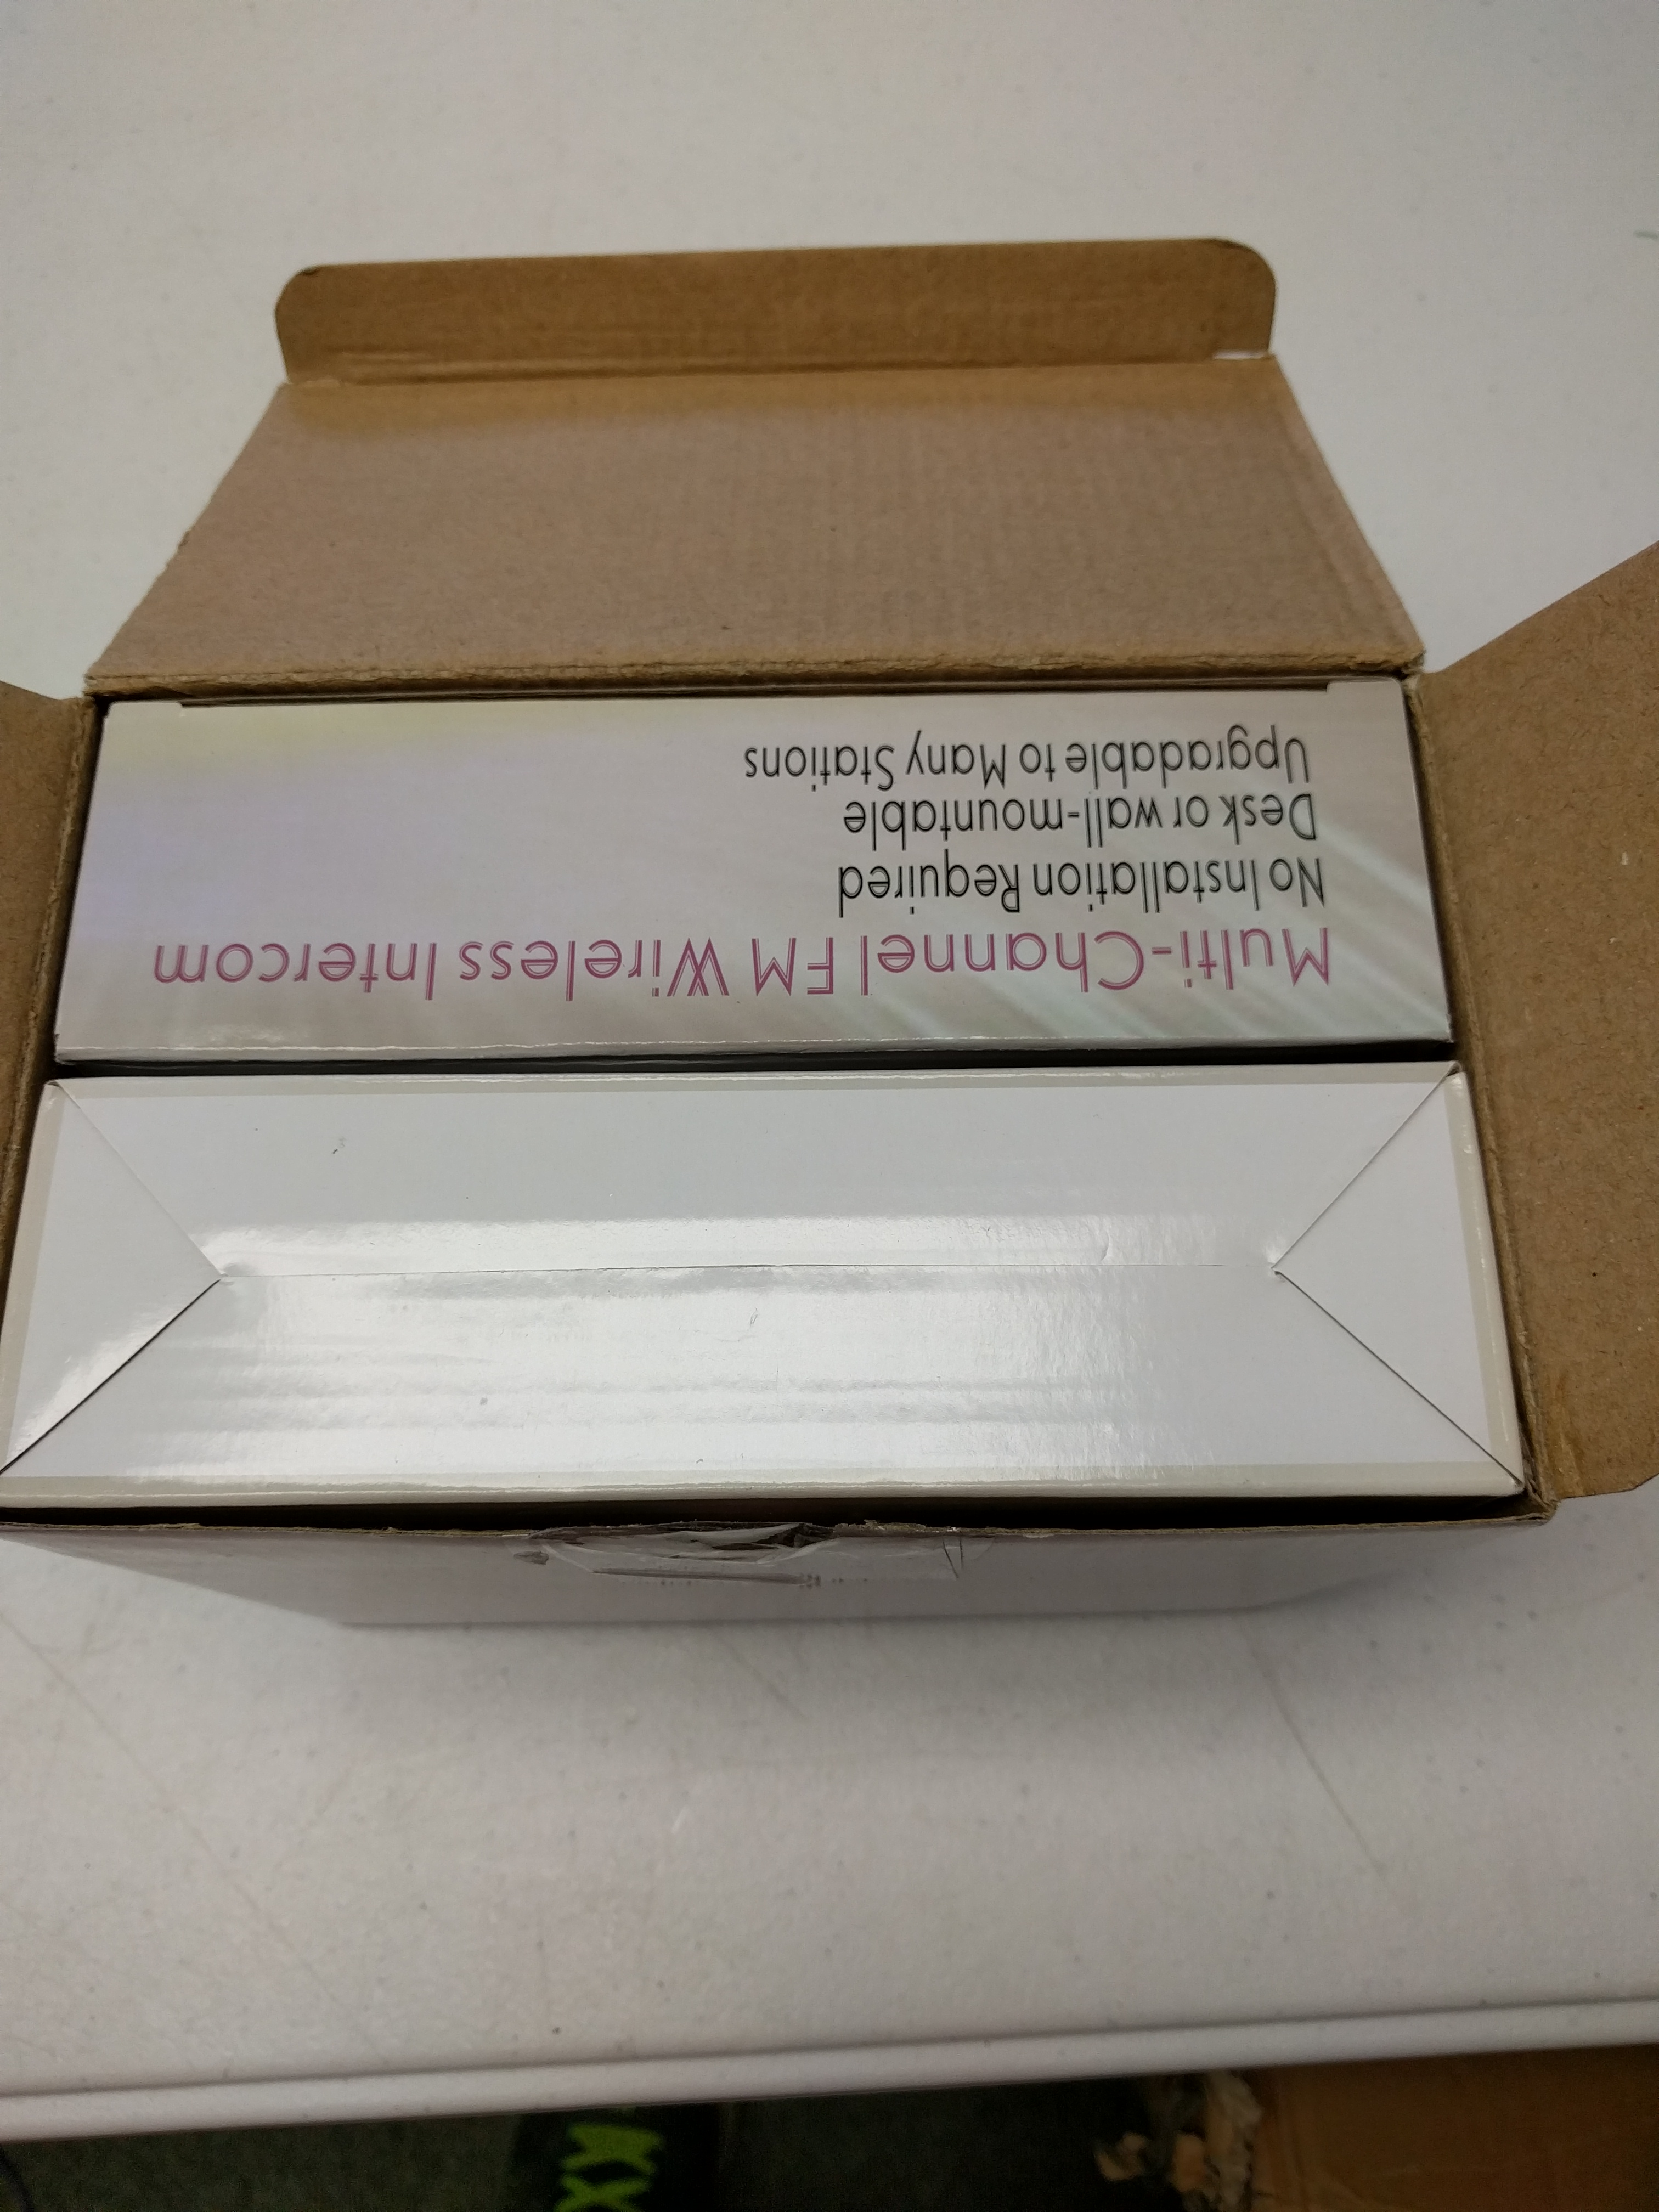 Multi-Channel FM Wireless Intercom
No Installation Required
Desk or wall-mountable
Upgradable to Many Stations